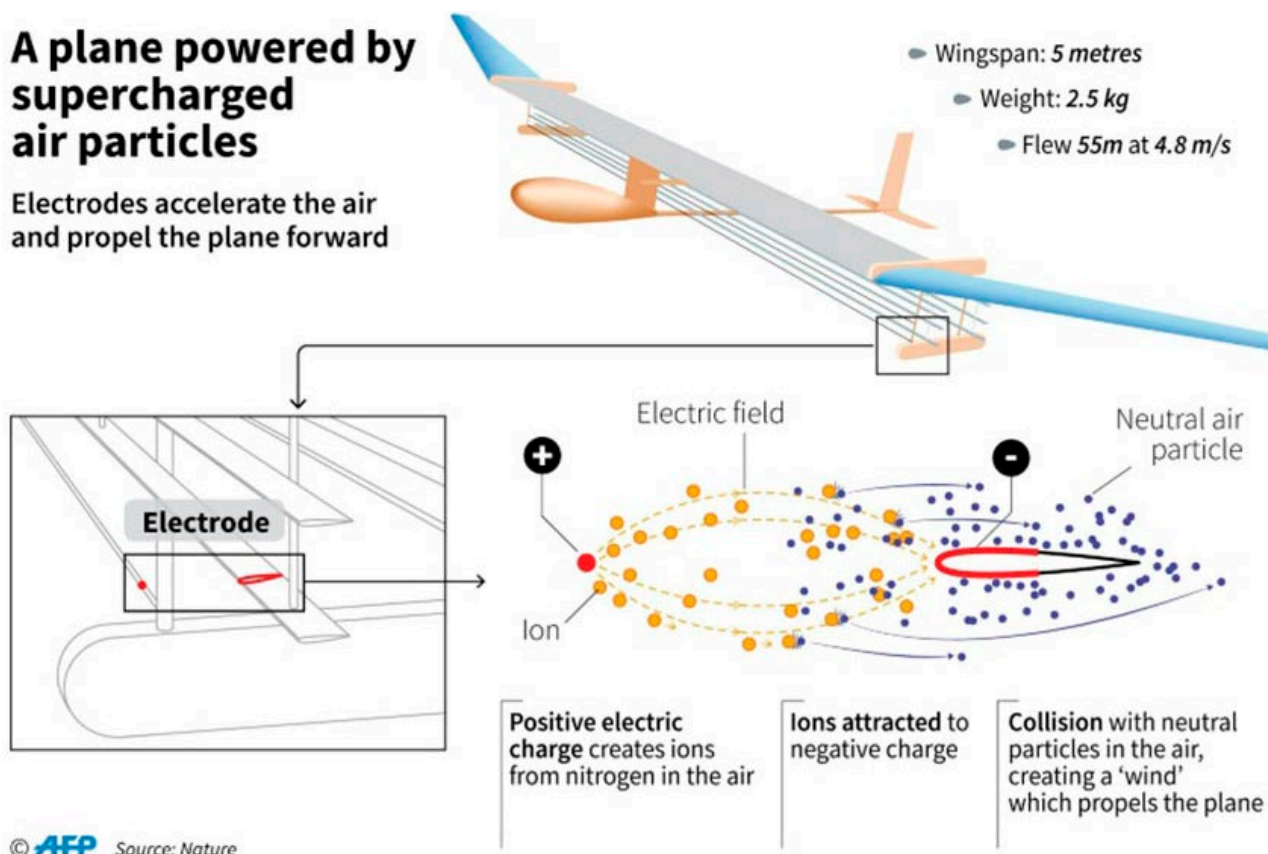 A plane powered by
supercharged
air particles
Electrodes accelerate the air
and propel the plane forward
Wingspan: 5 metres
Weight: 2.5 kg
Flew 55m at 4.8 m/s
Electrode
+
Electric field
-
Neutral air
particle
Ion
Positive electric
charge creates ions
from nitrogen in the air
Ions attracted to
negative charge
Collision with neutral
particles in the air,
creating a ‘wind’
which propels the plane
© AFP Source: Nature